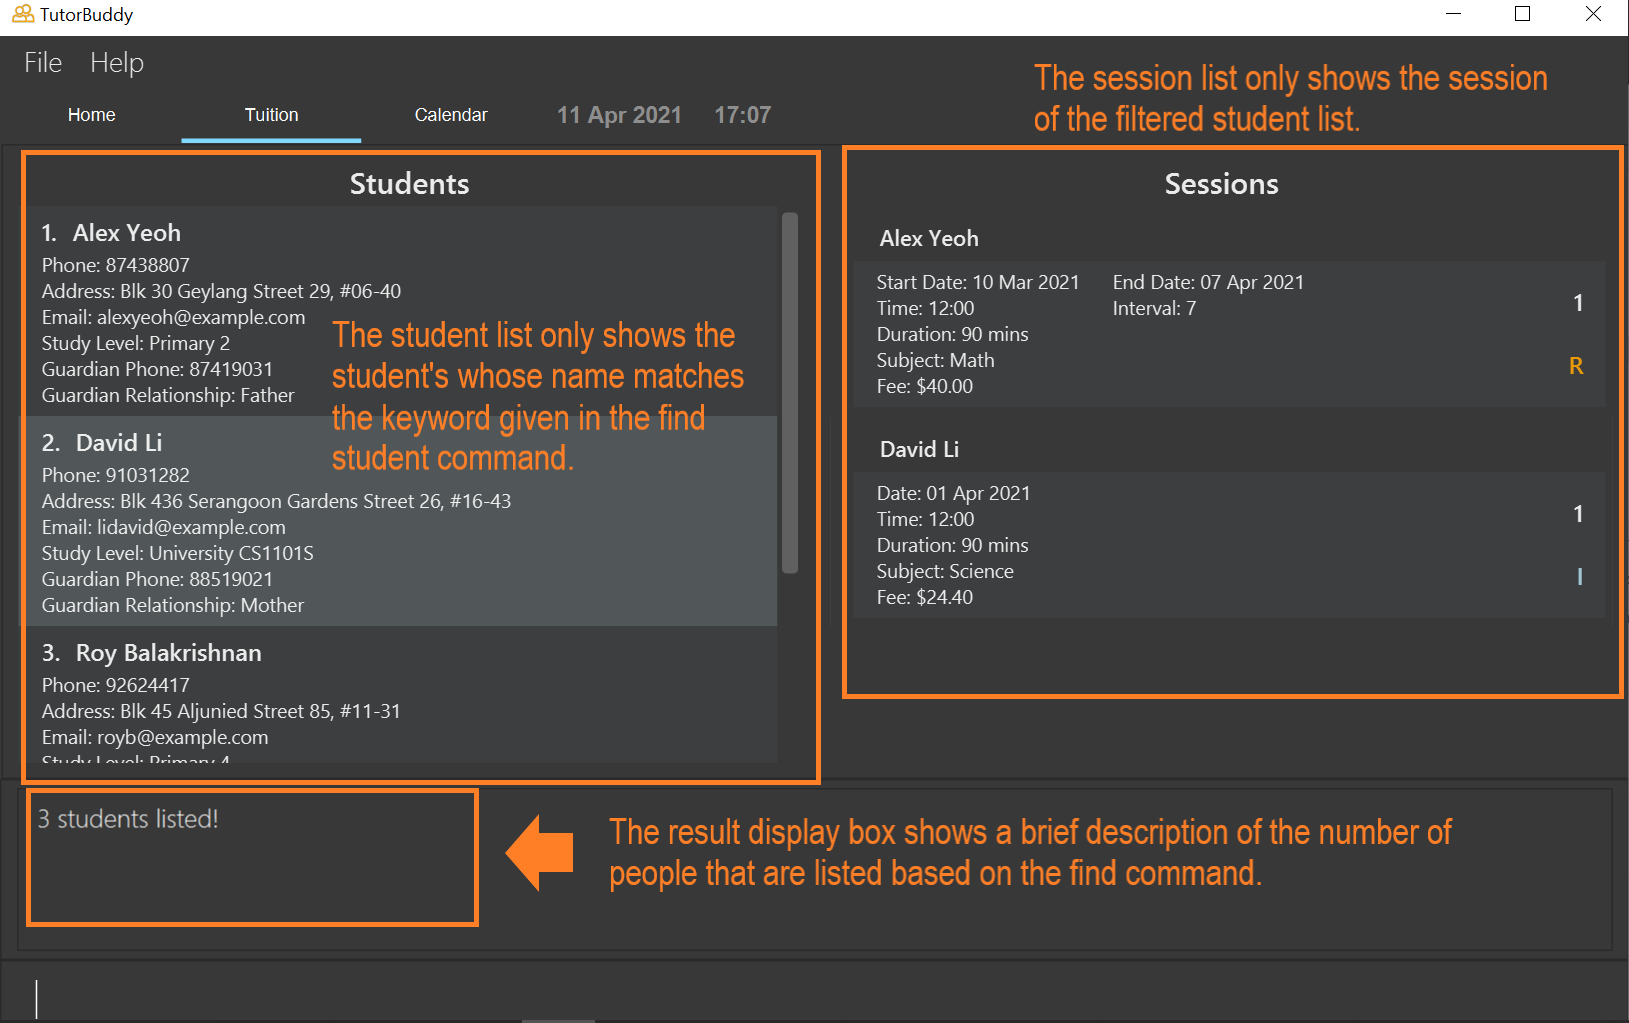 TutorBuddy
File Help
Home Tuition Calendar 11 Apr 2021 17:07
The session list only shows the session
of the filtered student list.
Students
1. Alex Yeoh
Phone: 87438807
Address: Blk 30 Geylang Street 29, #06-40
Email: alexyeoh@example.com
Study Level: Primary 2
Guardian Phone: 87419031
Guardian Relationship: Father
The student list only shows the
student's whose name matches
the keyword given in the find
student command.
2. David Li
Phone: 91031282
Address: Blk 436 Serangoon Gardens Street 26, #16-43
Email: lidavid@example.com
Study Level: University CS1101S
Guardian Phone: 88519021
Guardian Relationship: Mother
3. Roy Balakrishnan
Phone: 92624417
Address: Blk 45 Aljunied Street 85, #11-31
Email: royb@example.com
Study Level: Primary 4
Sessions
Alex Yeoh
Start Date: 10 Mar 2021 End Date: 07 Apr 2021
Time: 12:00 Interval: 7
1
Duration: 90 mins
Subject: Math
R
Fee: $40.00
David Li
Date: 01 Apr 2021
Time: 12:00
1
Duration: 90 mins
Subject: Science
I
Fee: $24.40
3 students listed!
The result display box shows a brief description of the number of
people that are listed based on the find command.